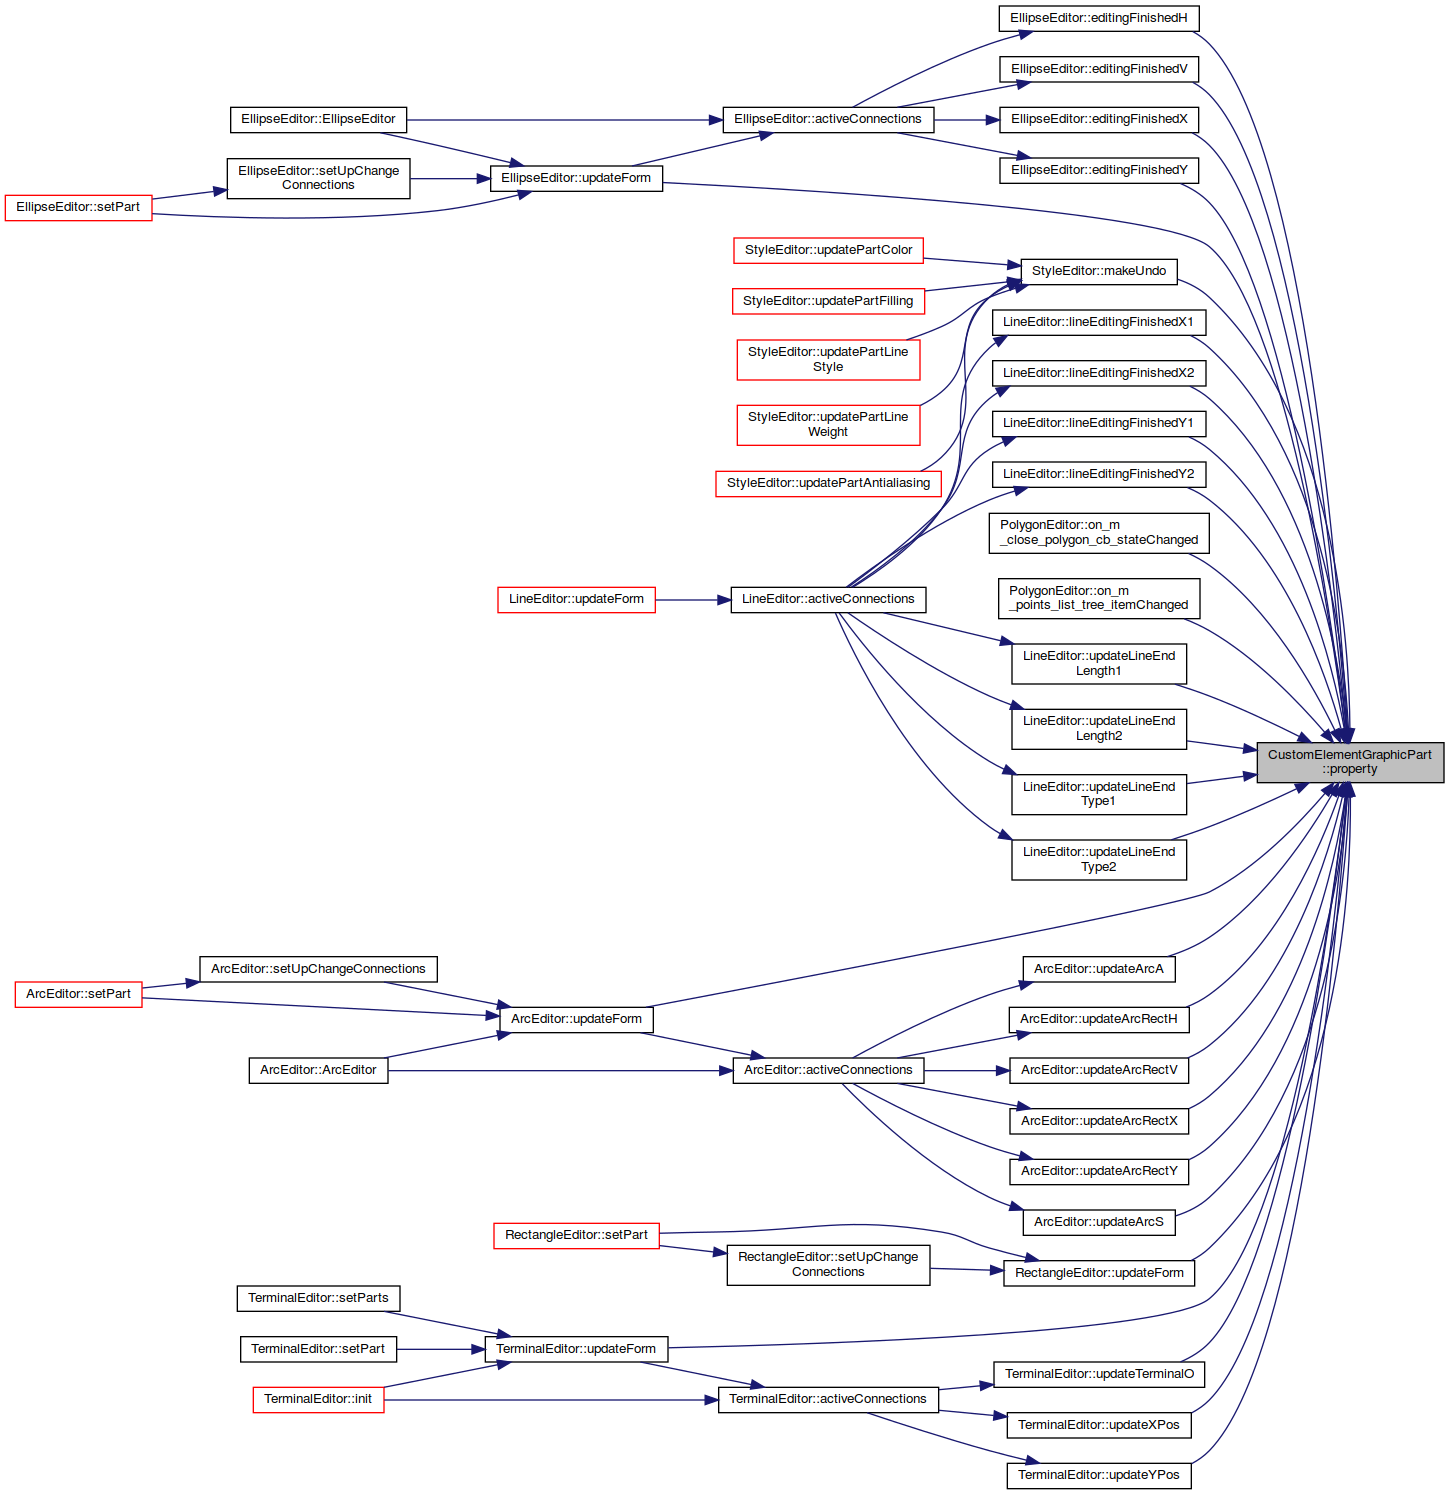 EllipseEditor::editingFinishedH
EllipseEditor::editingFinishedV
EllipseEditor::EllipseEditor
EllipseEditor::activeConnections
EllipseEditor::editingFinishedX
EllipseEditor::setUpChange
Connections
EllipseEditor::updateForm
EllipseEditor::editingFinishedY
EllipseEditor::setPart
StyleEditor::updatePartColor
StyleEditor::makeUndo
StyleEditor::updatePartFilling
LineEditor::lineEditingFinishedX1
StyleEditor::updatePartLine
Style
LineEditor::lineEditingFinishedX2
StyleEditor::updatePartLine
Weight
LineEditor::lineEditingFinishedY1
StyleEditor::updatePartAntialiasing
LineEditor::lineEditingFinishedY2
PolygonEditor::on_m
_close_polygon_cb_stateChanged
LineEditor::updateForm
LineEditor::activeConnections
PolygonEditor::on_m
_points_list_tree_itemChanged
LineEditor::updateLineEnd
Length1
LineEditor::updateLineEnd
Length2
CustomElementGraphicPart
::property
LineEditor::updateLineEnd
Type1
LineEditor::updateLineEnd
Type2
ArcEditor::setUpChangeConnections
ArcEditor::updateArcA
ArcEditor::setPart
ArcEditor::updateForm
ArcEditor::updateArcRectH
ArcEditor::ArcEditor
ArcEditor::activeConnections
ArcEditor::updateArcRectV
ArcEditor::updateArcRectX
ArcEditor::updateArcRectY
ArcEditor::updateArcS
RectangleEditor::setPart
RectangleEditor::setUpChange
Connections
RectangleEditor::updateForm
TerminalEditor::setParts
TerminalEditor::setPart
TerminalEditor::updateForm
TerminalEditor::updateTerminalO
TerminalEditor::init
TerminalEditor::activeConnections
TerminalEditor::updateXPos
TerminalEditor::updateYPos